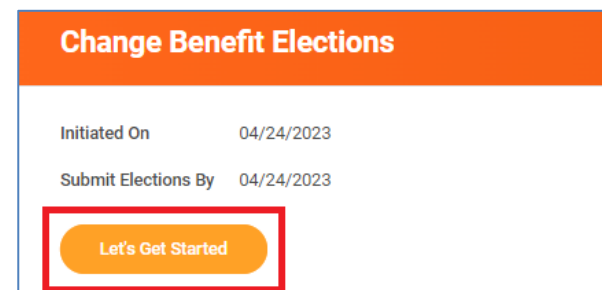 Change Benefit Elections
Initiated On 04/24/2023
Submit Elections By 04/24/2023
Let's Get Started